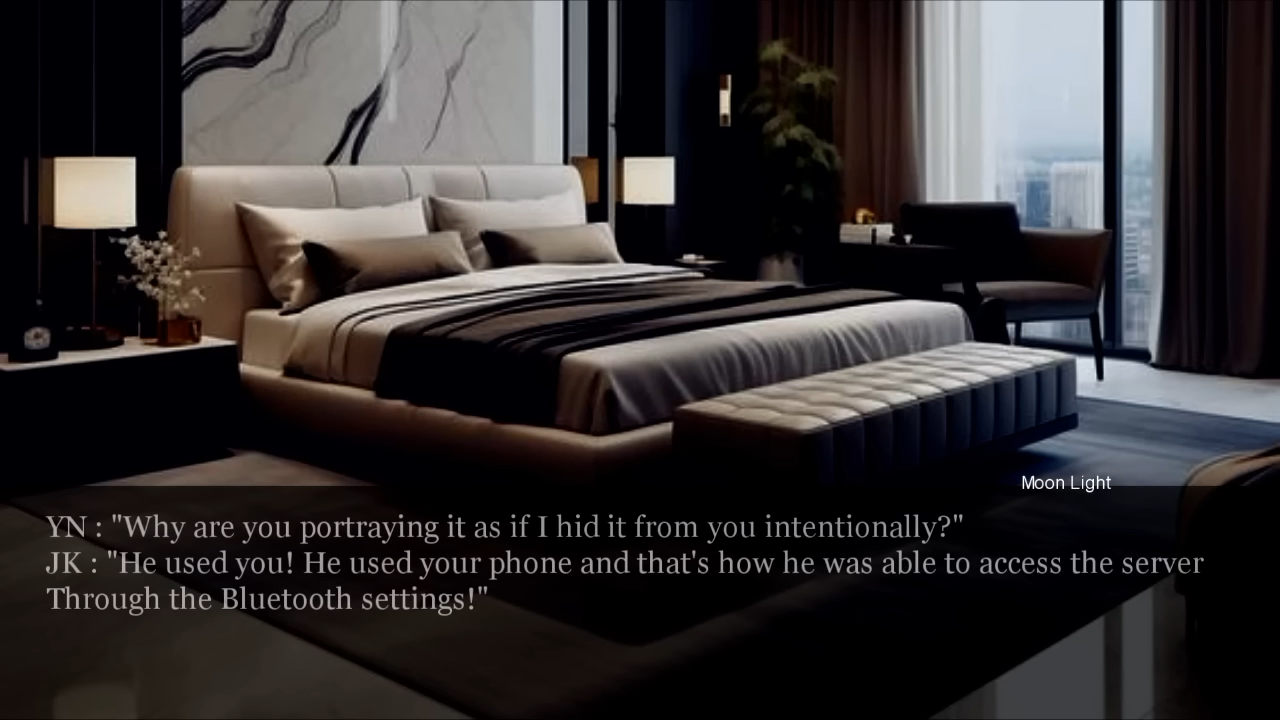 Moon Light
YN : "Why are you portraying it as if I hid it from you intentionally?"
JK : "He used you! He used your phone and that's how he was able to access the server
Through the Bluetooth settings!"